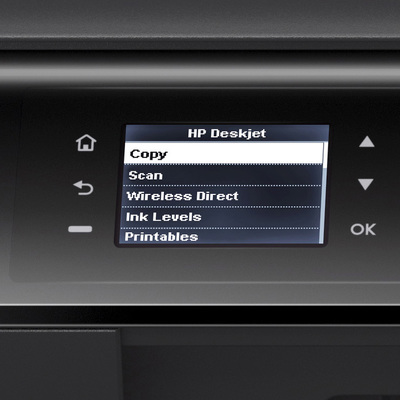 HP Deskjet
Copy
Scan
Wireless Direct
Ink Levels
Printables
OK